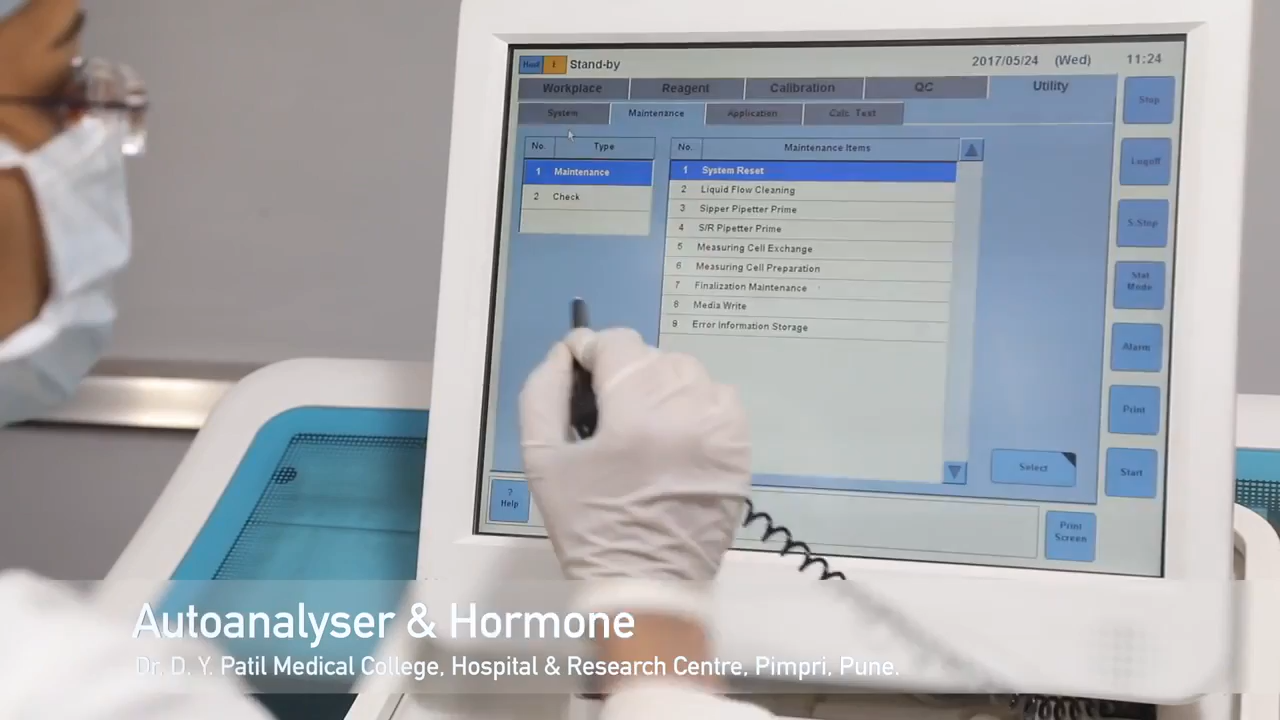 Host 1 Stand-by 2017/05/24 (Wed) 11:24
Workplace Reagent Calibration QC Utility
System Maintenance Application Calc. Test
No. Type
1 Maintenance
2 Check
No. Maintenance Items
1 System Reset
2 Liquid Flow Cleaning
3 Sipper Pipetter Prime
4 S/R Pipetter Prime
5 Measuring Cell Exchange
6 Measuring Cell Preparation
7 Finalization Maintenance
8 Media Write
9 Error Information Storage
Stop
Logoff
S.Stop
Stat
Mode
Alarm
Print
Start
Select
?
Help
Print
Screen
Autoanalyser & Hormone
Dr. D. Y. Patil Medical College, Hospital & Research Centre, Pimpri, Pune.